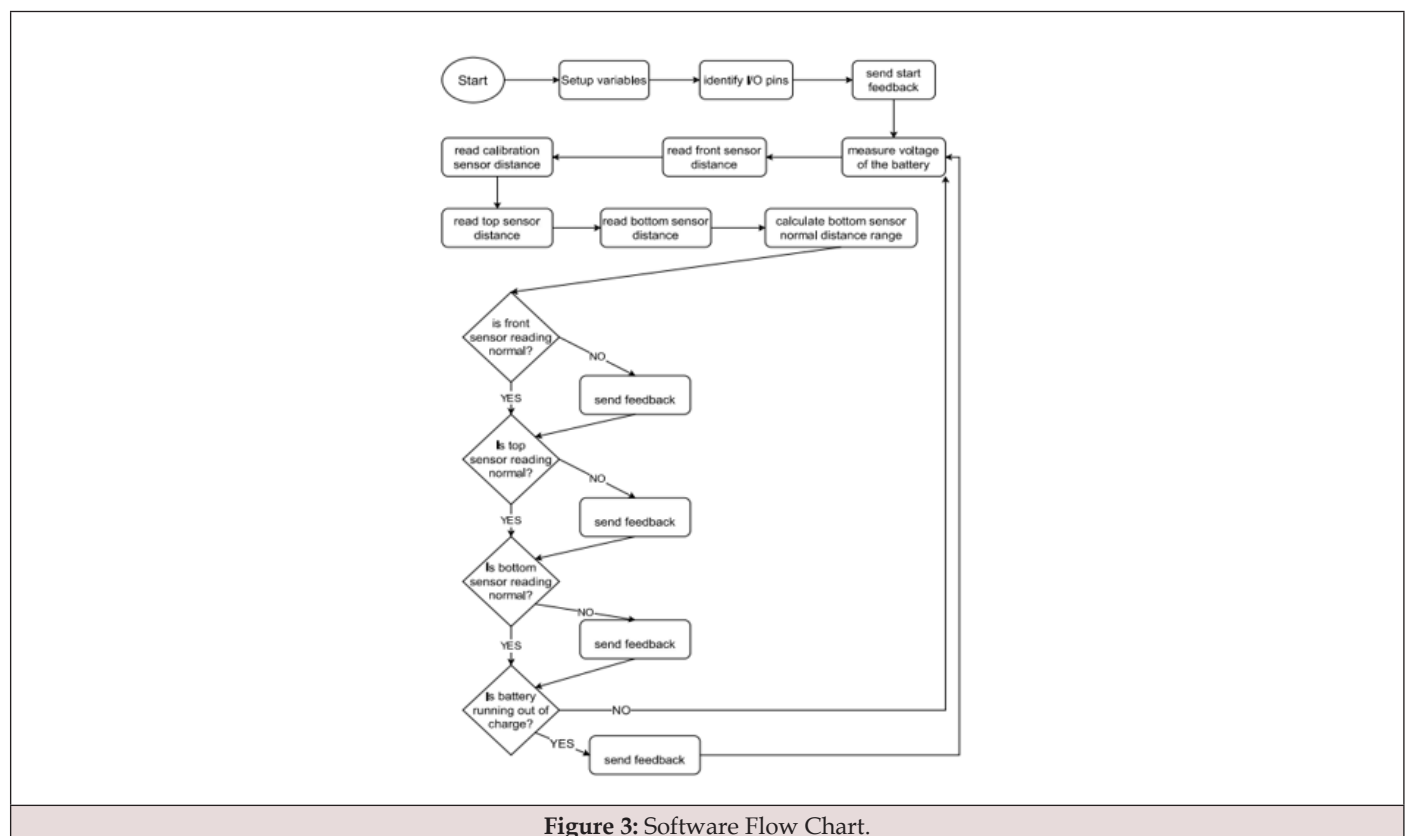 Start
Setup variables
identify I/O pins
send start
feedback
measure voltage
of the battery
read front sensor
distance
read calibration
sensor distance
read top sensor
distance
read bottom sensor
distance
calculate bottom sensor
normal distance range
is front
sensor reading
normal?
NO
send feedback
YES
Is top
sensor reading
normal?
NO
send feedback
YES
Is bottom
sensor reading
normal?
NO
send feedback
YES
Is battery
running out of
charge?
NO
YES
send feedback
Figure 3: Software Flow Chart.